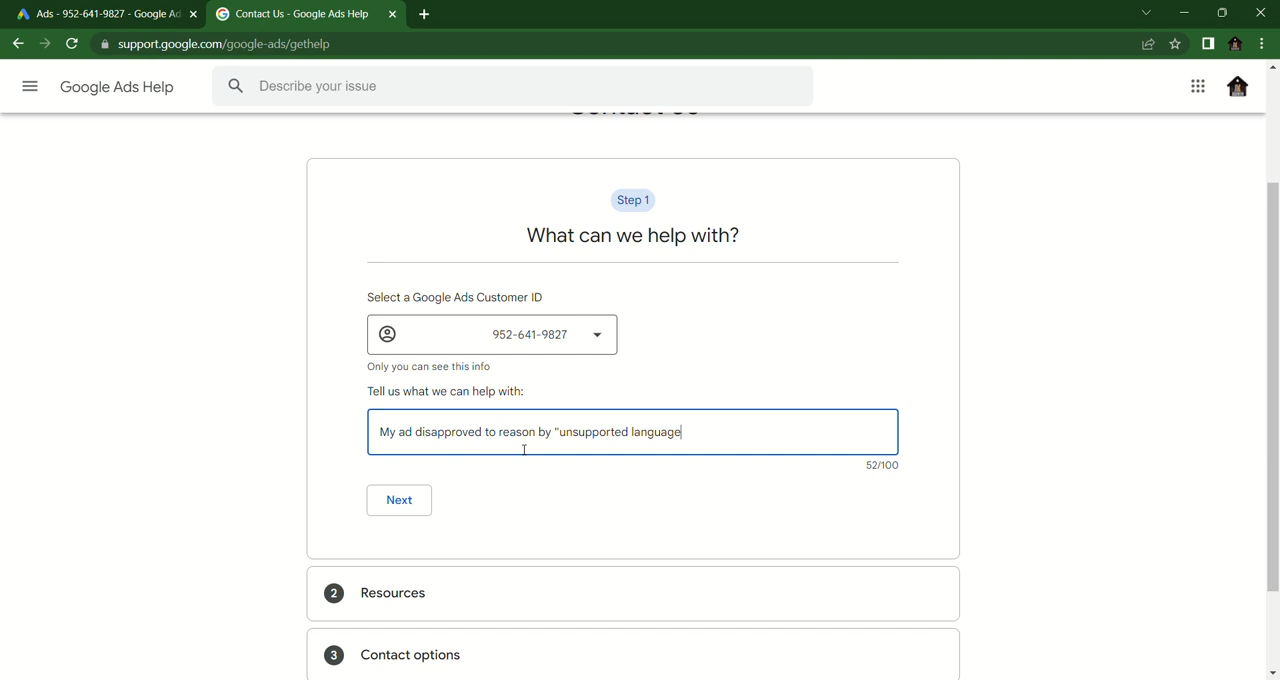 Ads - 952-641-9827 - Google Ad
Contact Us - Google Ads Help
support.google.com/google-ads/gethelp
Google Ads Help
Describe your issue
Contact Us
Step 1
What can we help with?
Select a Google Ads Customer ID
952-641-9827
Only you can see this info
Tell us what we can help with:
My ad disapproved to reason by "unsupported language
52/100
Next
2 Resources
3 Contact options